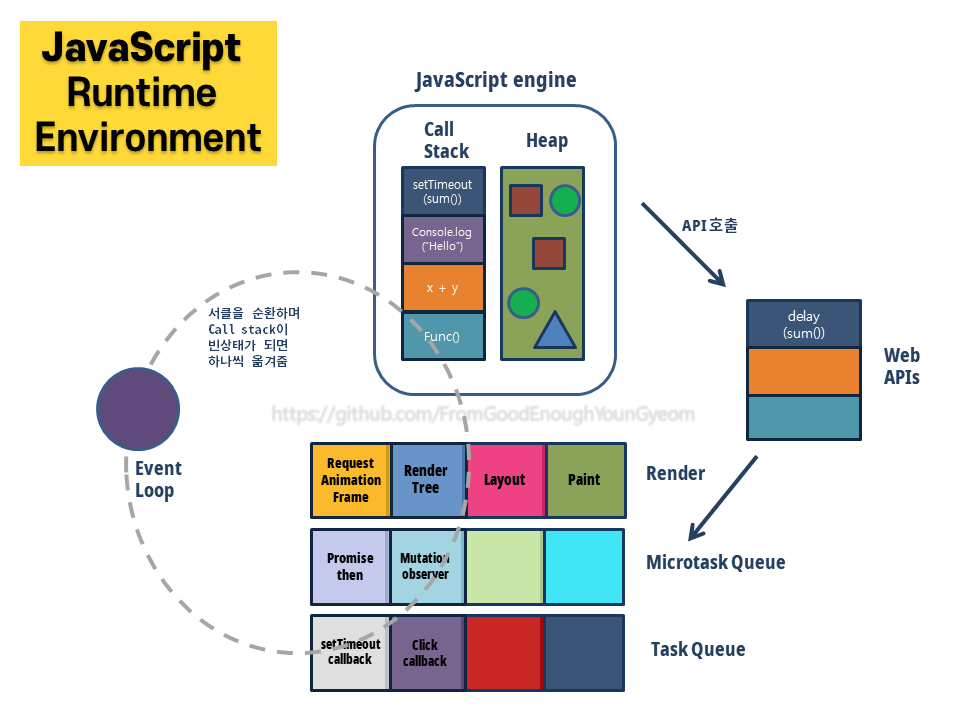 JavaScript
Runtime
Environment
JavaScript engine
Call
Stack
Heap
setTimeout
(sum())
Console.log
("Hello")
x + y
Func()
API 호출
delay
(sum())
Web
APIs
서클을 순환하며
Call stack이
빈상태가 되면
하나씩 옮겨줌
Event
Loop
https://github.com/FromGoodEnoughYounGyeom
Request
Animation
Frame
Render
Tree
Layout
Paint
Render
Promise
then
Mutation
observer
Microtask Queue
setTimeout
callback
Click
callback
Task Queue